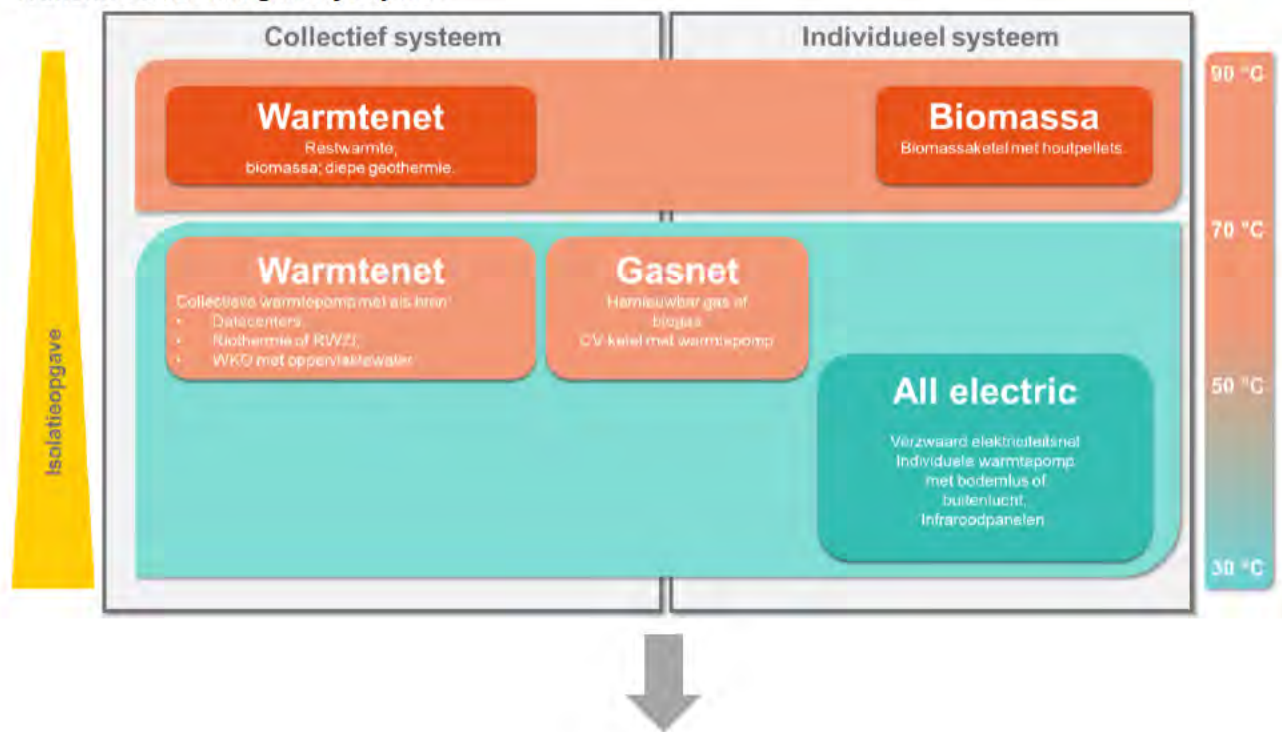 Collectief systeem
Individueel systeem
90 °C
Warmtenet
Restwarmte,
biomassa; diepe geothermie.
Biomassa
Biomassaketel met houtpellets.
70 °C
Warmtenet
Collectieve warmtepomp met als bron:
• Datacenters;
• Riothermie of RWZI;
• WKO met oppervlaktewater
Gasnet
Hernieuwbar gas of
biogas
CV-ketel met warmtepomp
50 °C
All electric
Verzwaard elektriciteitsnet
Individuele warmtepomp
met bodemlus of
buitenlucht,
Infraroodpanelen
30 °C
Isolatieopgave